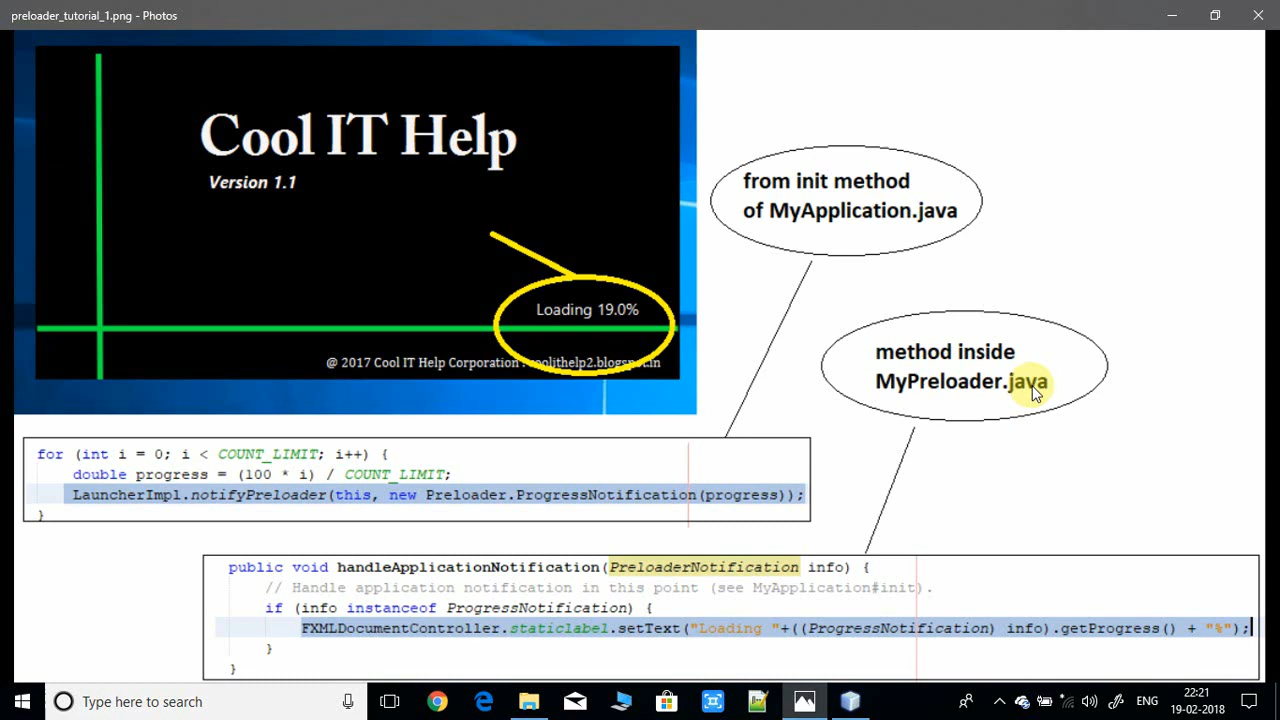 preloader_tutorial_1.png - Photos
Cool IT Help
Version 1.1
Loading 19.0%
@ 2017 Cool IT Help Corporation : coolithelp2.blogspot.in
from init method
of MyApplication.java
method inside
MyPreloader.java
for (int i = 0; i < COUNT_LIMIT; i++) {
double progress = (100 * i) / COUNT_LIMIT;
LauncherImpl.notifyPreloader(this, new Preloader.ProgressNotification(progress));
}
public void handleApplicationNotification(PreloaderNotification info) {
// Handle application notification in this point (see MyApplication#init).
if (info instanceof ProgressNotification) {
FXMLDocumentController.staticlabel.setText("Loading "+((ProgressNotification) info).getProgress() + "%");
}
}
Type here to search
ENG
22:21
19-02-2018